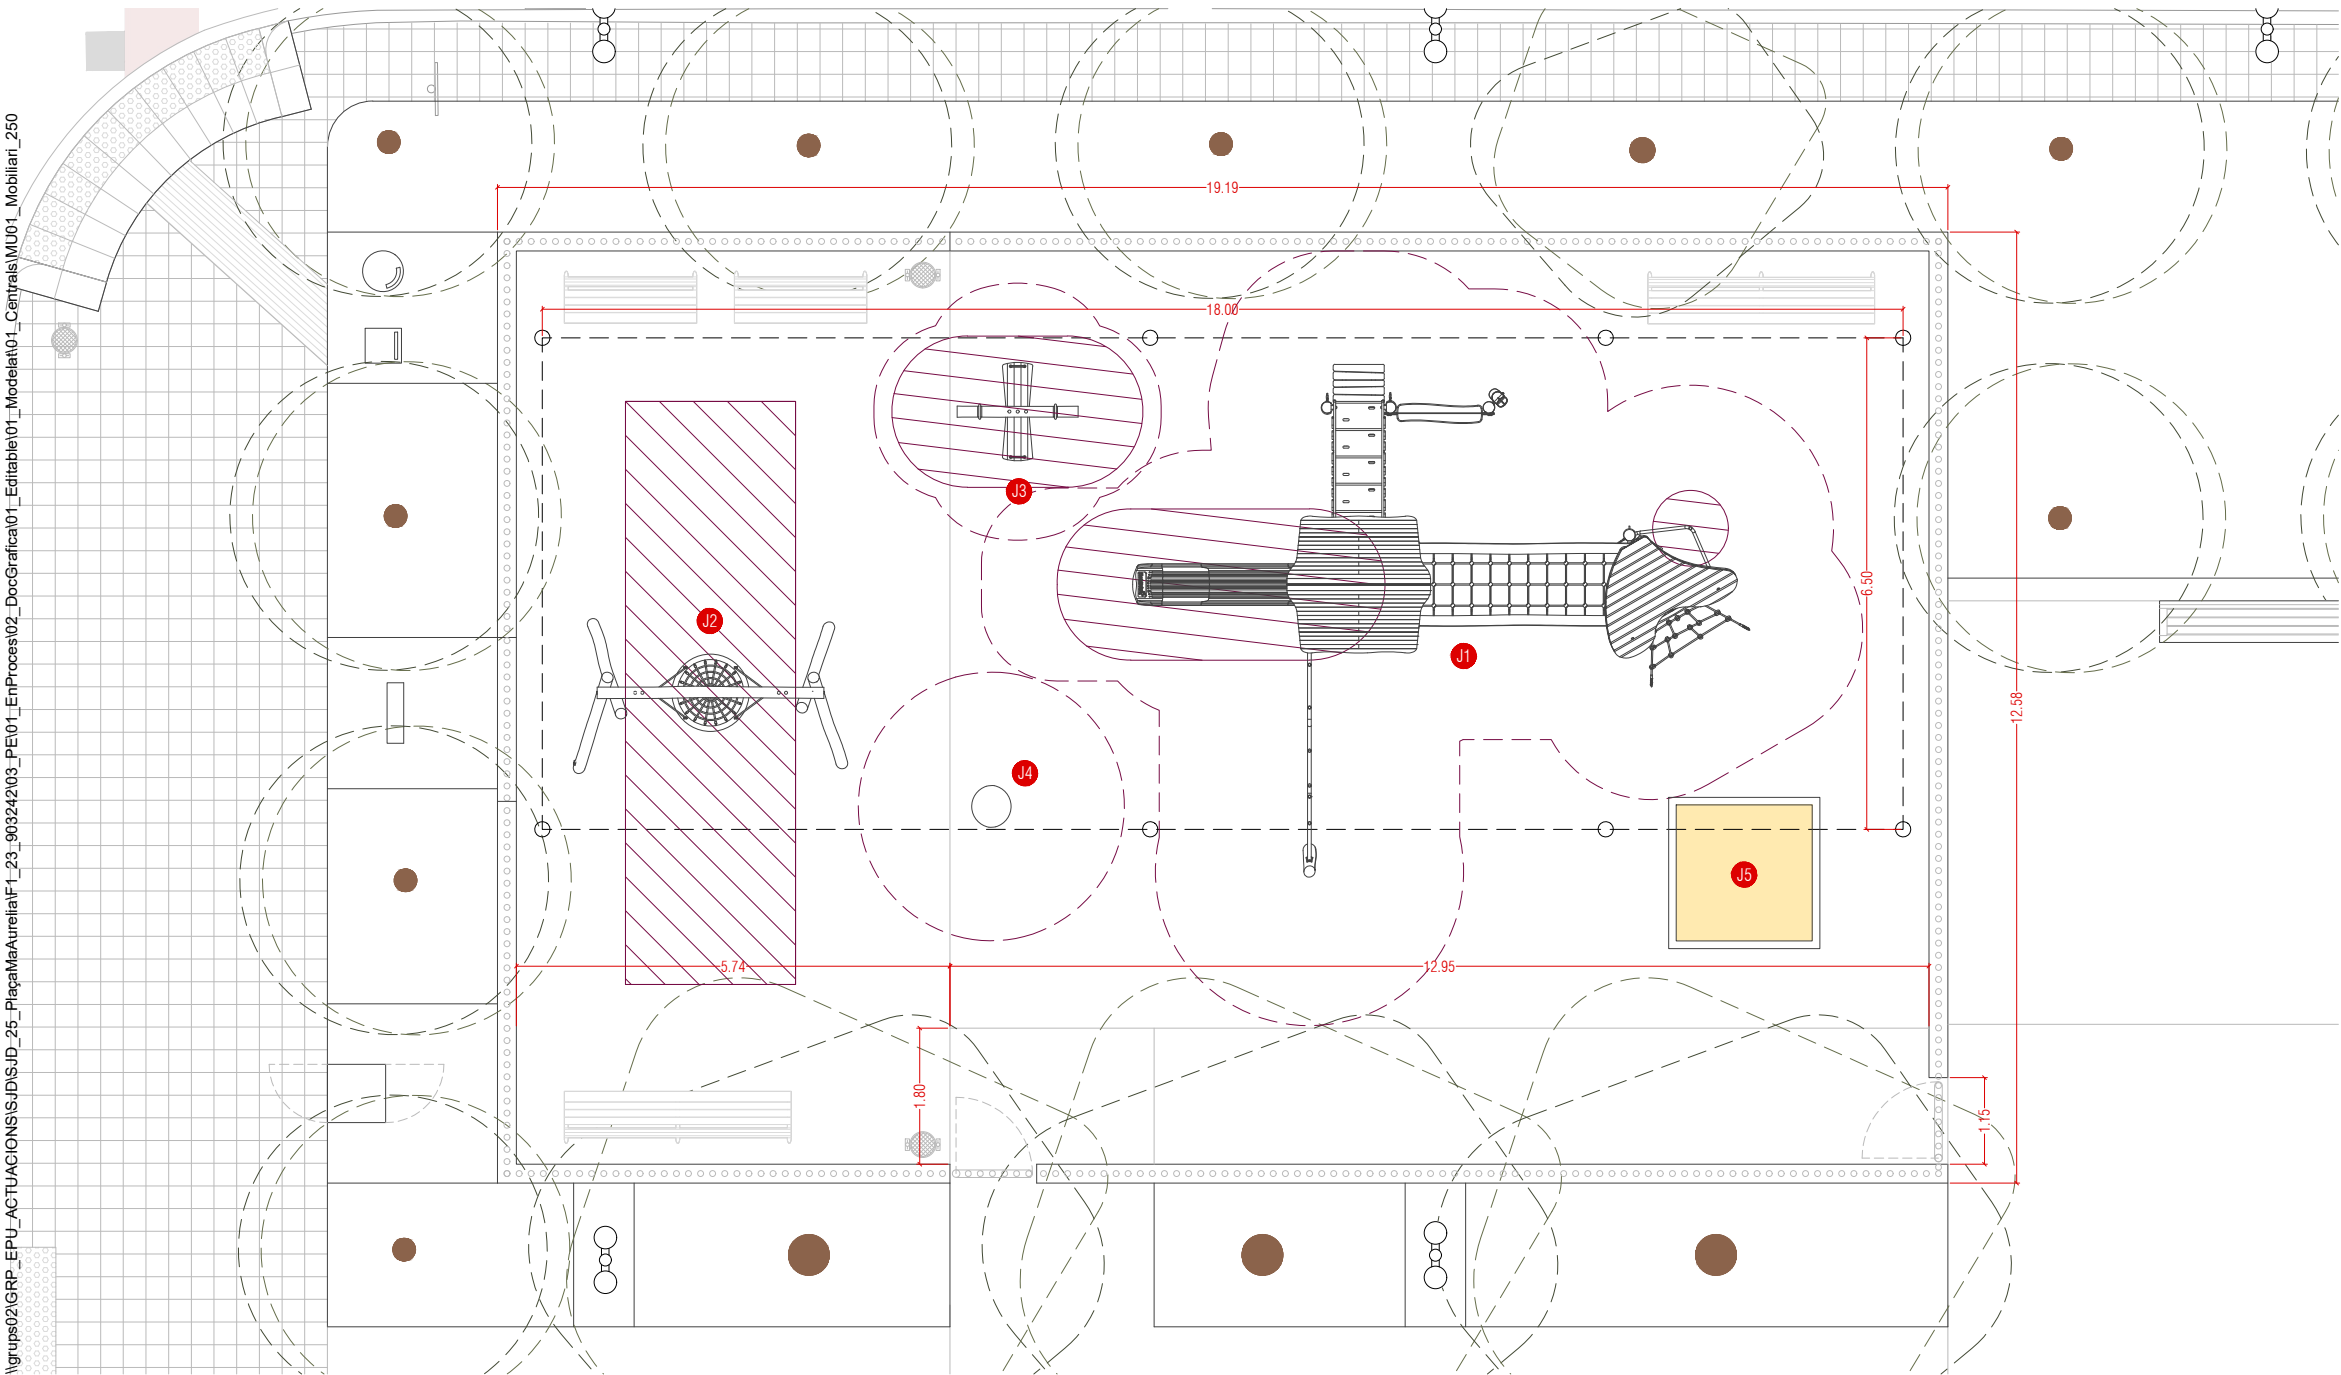 \\grups02\GRP_EPU_ACTUACIONS\SJD\SJD_25_PlaçaMaAurelia\F1_23_903242\03_PE\01_EnProces\02_DocGrafica\01_Editable\01_Modelat\01_Centrals\MU01_Mobiliari_250
19.19
18.00
J3
6.50
J2
J1
12.58
J4
J5
5.74
12.95
1.80
1.15